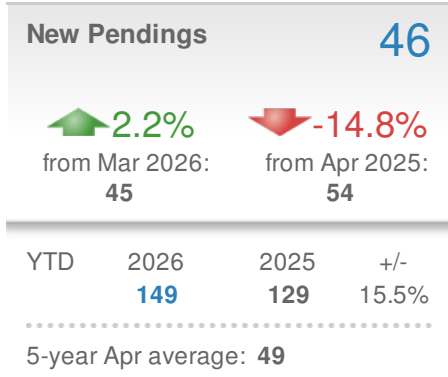 New Pendings 46
2.2% -14.8%
from Mar 2026: from Apr 2025:
45 54
YTD 2026 2025 +/-
149 129 15.5%
5-year Apr average: 49